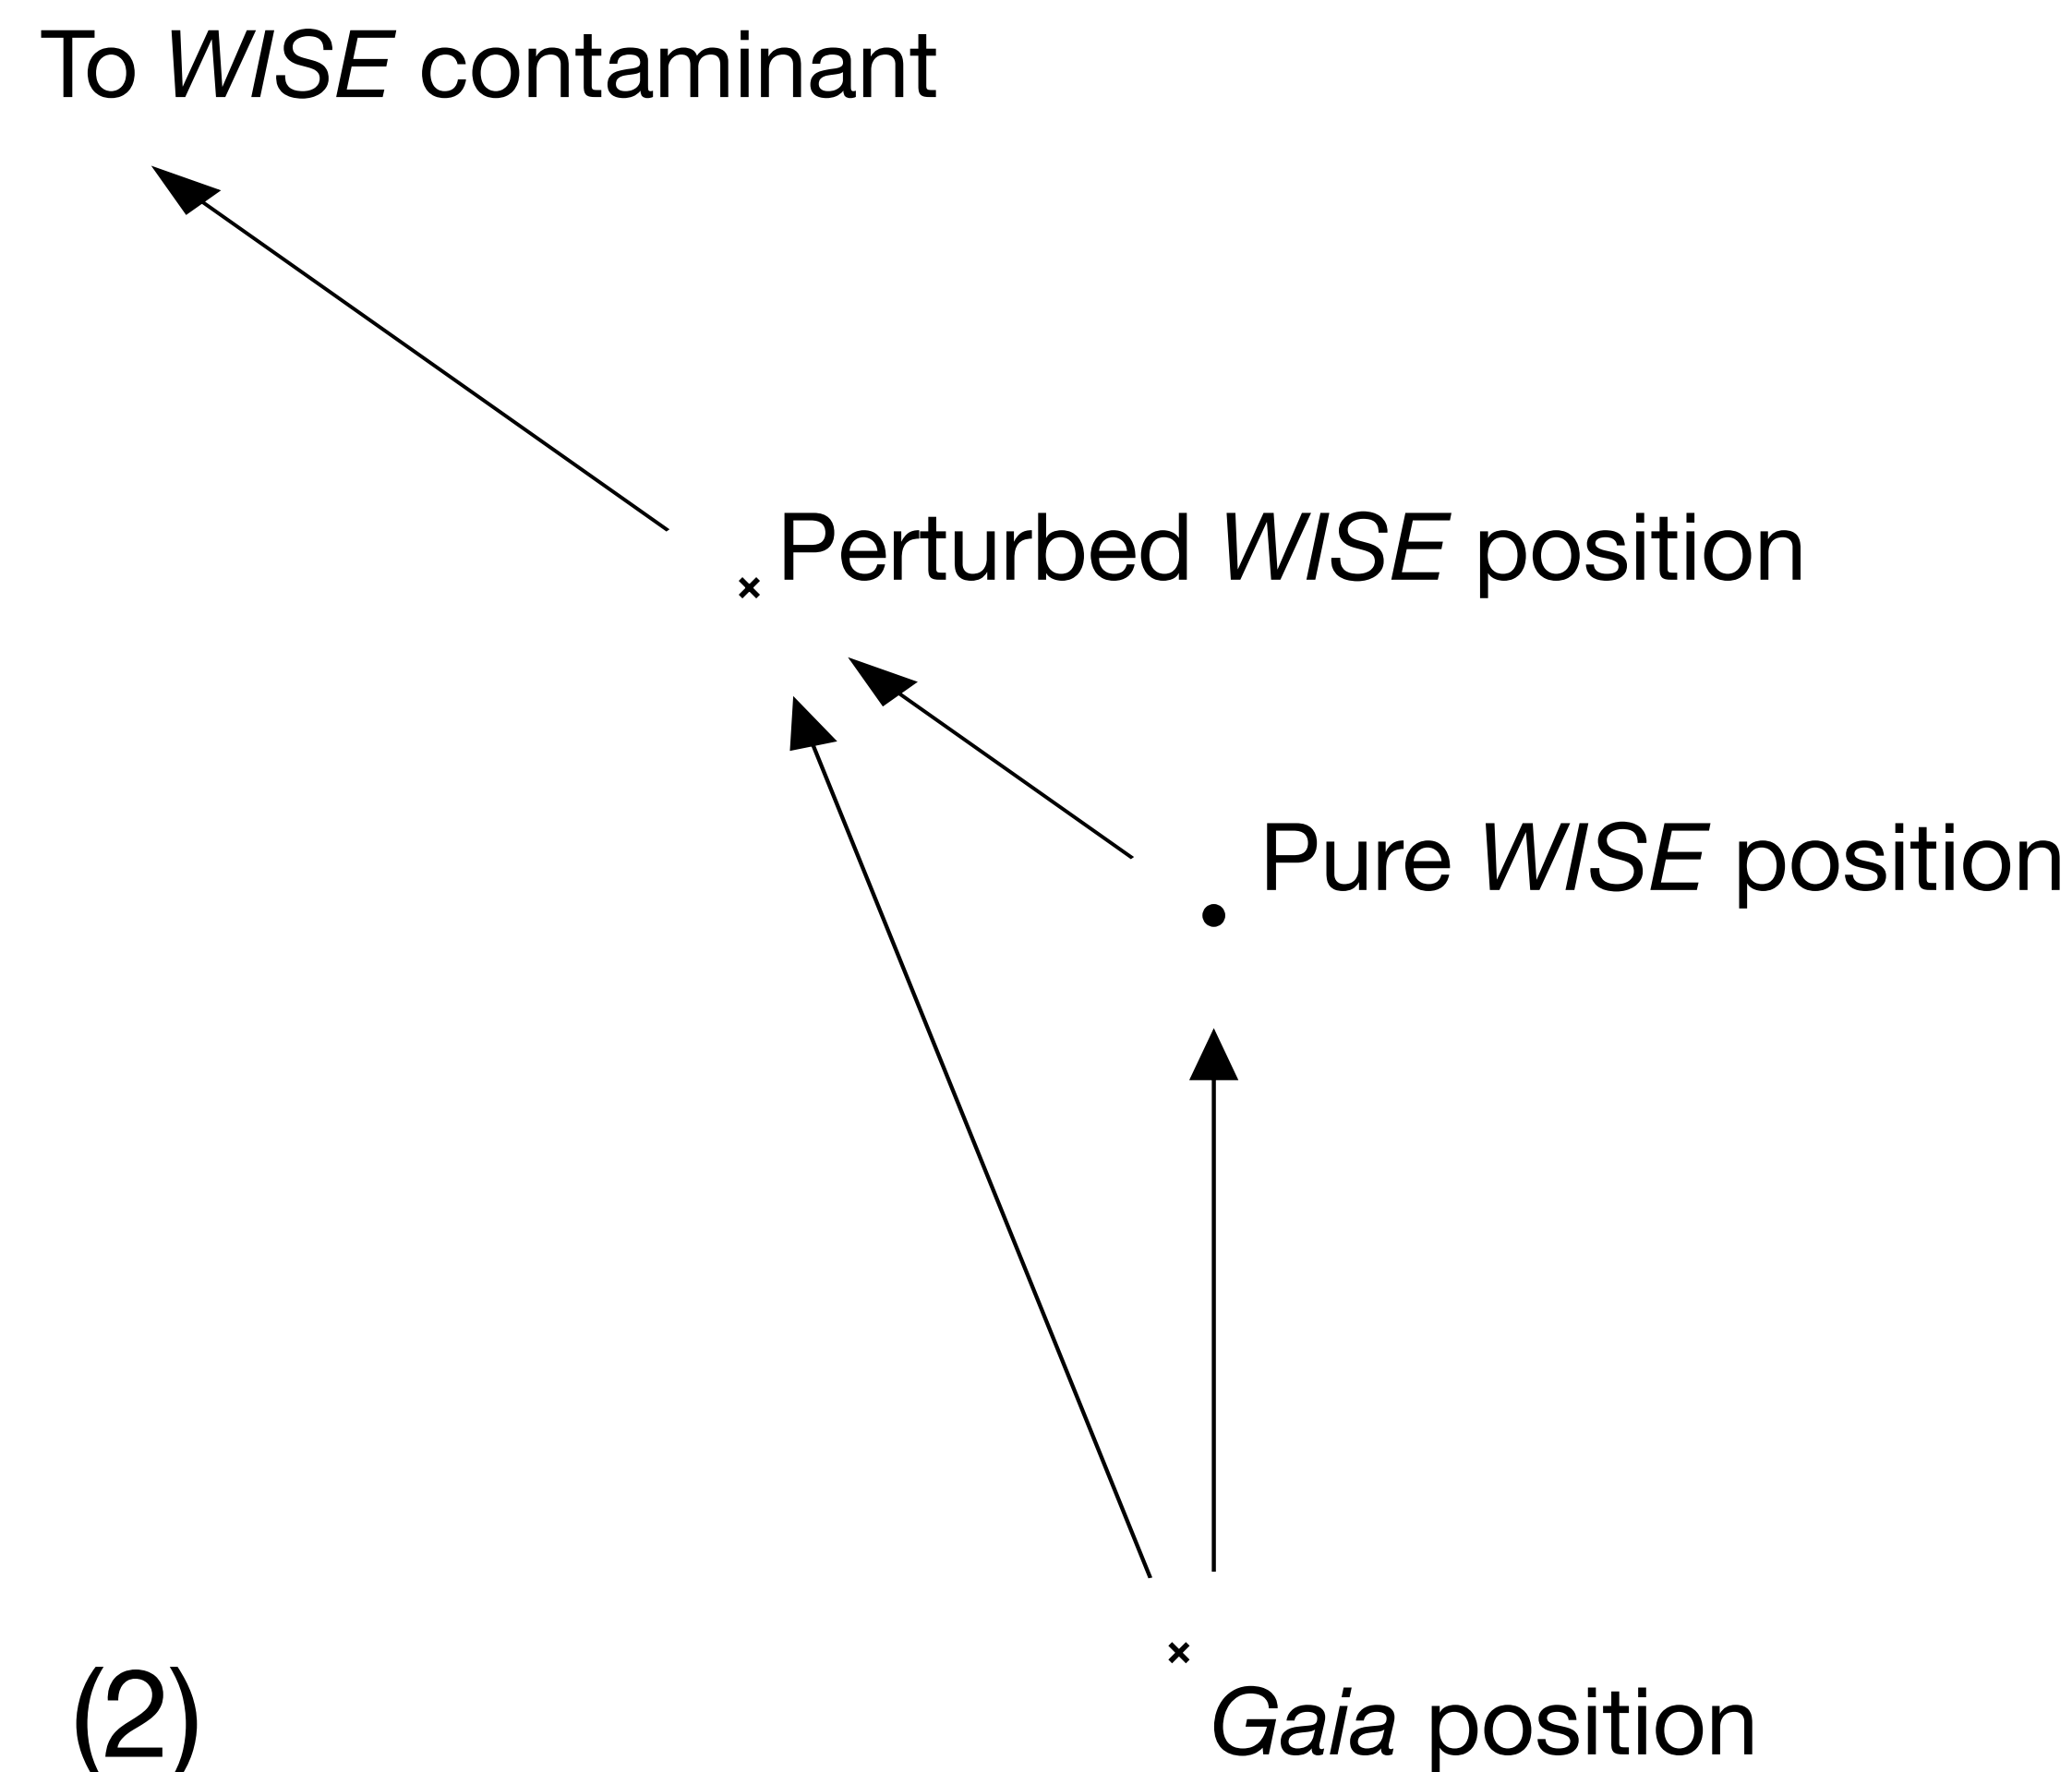 To WISE contaminant
Perturbed WISE position
Pure WISE position
Gaia position
(2)